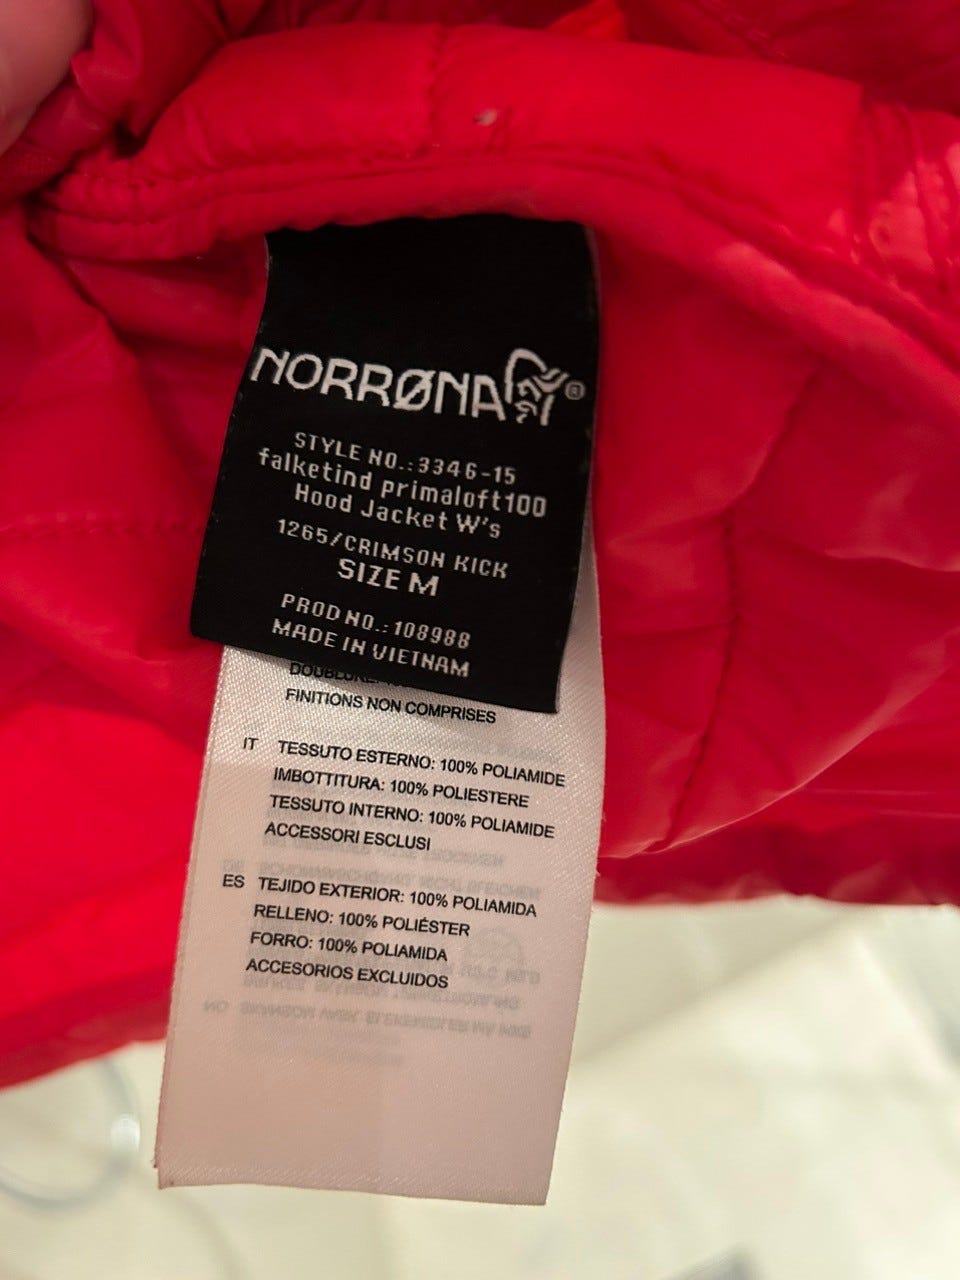 NORRØNA®
STYLE NO.:3346-15
falketind primaloft100
Hood Jacket W's
1265/CRIMSON KICK
SIZE M
PROD NO.:108988
MADE IN VIETNAM
FINITIONS NON COMPRISES
IT TESSUTO ESTERNO: 100% POLIAMIDE
IMBOTTITURA: 100% POLIESTERE
TESSUTO INTERNO: 100% POLIAMIDE
ACCESSORI ESCLUSI
ES TEJIDO EXTERIOR: 100% POLIAMIDA
RELLENO: 100% POLIÉSTER
FORRO: 100% POLIAMIDA
ACCESORIOS EXCLUIDOS